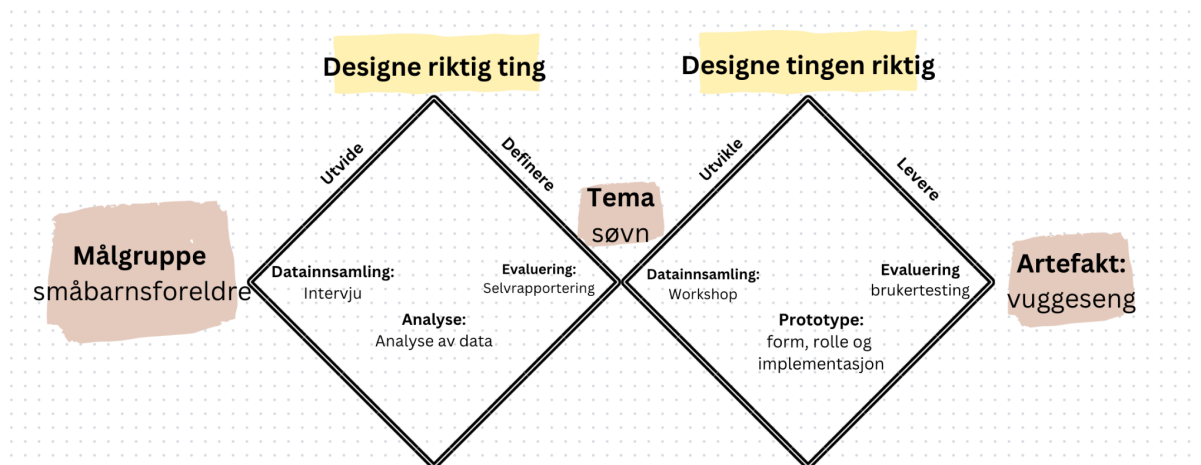 Designe riktig ting
Designe tingen riktig
Utvide
Definere
Utvikle
Levere
Målgruppe
småbarnsforeldre
Datainnsamling:
Intervju
Analyse:
Analyse av data
Evaluering:
Selvrapportering
Tema
søvn
Datainnsamling:
Workshop
Prototype:
form, rolle og
implementasjon
Evaluering
brukertesting
Artefakt:
vuggeseng